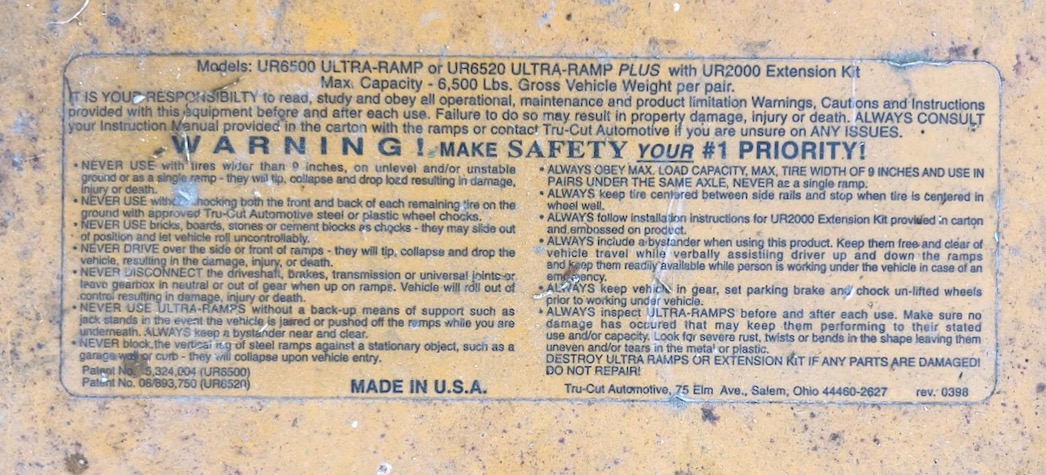 Models: UR6500 ULTRA-RAMP or UR6520 ULTRA-RAMP PLUS with UR2000 Extension Kit
Max. Capacity - 6,500 Lbs. Gross Vehicle Weight per pair.
IT IS YOUR RESPONSIBILTY to read, study and obey all operational, maintenance and product limitation Warnings, Cautions and Instructions
provided with this equipment before and after each use. Failure to do so may result in property damage, injury or death. ALWAYS CONSULT
your Instruction Manual provided in the carton with the ramps or contact Tru-Cut Automotive if you are unsure on ANY ISSUES.
WARNING! MAKE SAFETY YOUR #1 PRIORITY!
• NEVER USE with tires wider than 9 inches, on unlevel and/or unstable
ground or as a single ramp - they will tip, collapse and drop load resulting in damage,
injury or death.
• NEVER USE without chocking both the front and back of each remaining tire on the
ground with approved Tru-Cut Automotive steel or plastic wheel chocks.
• NEVER USE bricks, boards, stones or cement blocks as chocks - they may slide out
of position and let vehicle roll uncontrollably.
• NEVER DRIVE over the side or front of ramps - they will tip, collapse and drop the
vehicle, resulting in the damage, injury, or death.
• NEVER DISCONNECT the driveshaft, brakes, transmission or universal joints or
leave gearbox in neutral or out of gear when up on ramps. Vehicle will roll out of
control resulting in damage, injury or death.
• NEVER USE ULTRA-RAMPS without a back-up means of support such as
jack stands in the event the vehicle is jarred or pushed off the ramps while you are
underneath. ALWAYS keep a bystander near and clear.
• NEVER block the vertical leg of steel ramps against a stationary object, such as a
garage wall or curb - they will collapse upon vehicle entry.
Patent No. 5,324,004 (UR6500)
Patent No. 08/893,750 (UR6520)
MADE IN U.S.A.
• ALWAYS OBEY MAX. LOAD CAPACITY, MAX. TIRE WIDTH OF 9 INCHES AND USE IN
PAIRS UNDER THE SAME AXLE, NEVER as a single ramp.
• ALWAYS keep tire centered between side rails and stop when tire is centered in
wheel well.
• ALWAYS follow installation instructions for UR2000 Extension Kit provided in carton
and embossed on product.
• ALWAYS include a bystander when using this product. Keep them free and clear of
vehicle travel while verbally assisting driver up and down the ramps
and keep them readily available while person is working under the vehicle in case of an
emergency.
• ALWAYS keep vehicle in gear, set parking brake and chock un-lifted wheels
prior to working under vehicle.
• ALWAYS inspect ULTRA-RAMPS before and after each use. Make sure no
damage has occured that may keep them performing to their stated
use and/or capacity. Look for severe rust, twists or bends in the shape leaving them
uneven and/or tears in the metal or plastic.
DESTROY ULTRA RAMPS OR EXTENSION KIT IF ANY PARTS ARE DAMAGED!
DO NOT REPAIR!
Tru-Cut Automotive, 75 Elm Ave., Salem, Ohio 44460-2627 rev. 0398